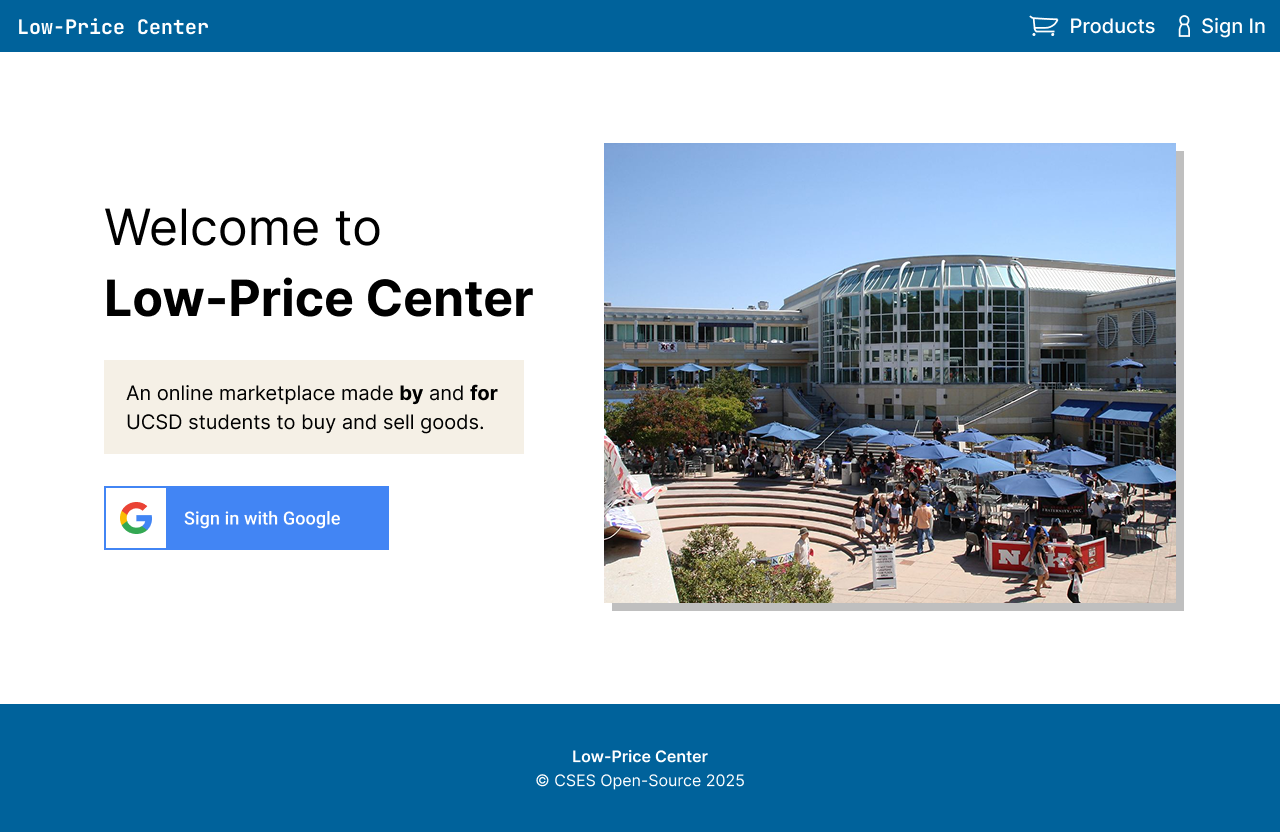 Low-Price Center
Products
Sign In
Welcome to
Low-Price Center
An online marketplace made by and for
UCSD students to buy and sell goods.
Sign in with Google
Low-Price Center
© CSES Open-Source 2025